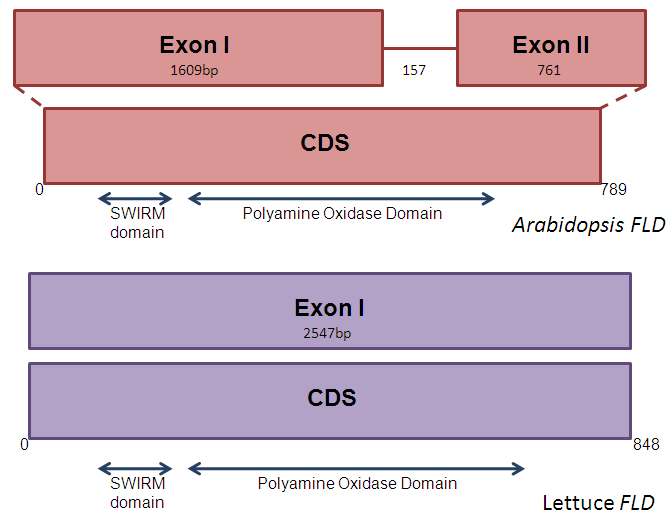 Exon I
1609bp
157
Exon II
761
CDS
0
789
SWIRM
domain
Polyamine Oxidase Domain
Arabidopsis FLD
Exon I
2547bp
CDS
0
848
SWIRM
domain
Polyamine Oxidase Domain
Lettuce FLD